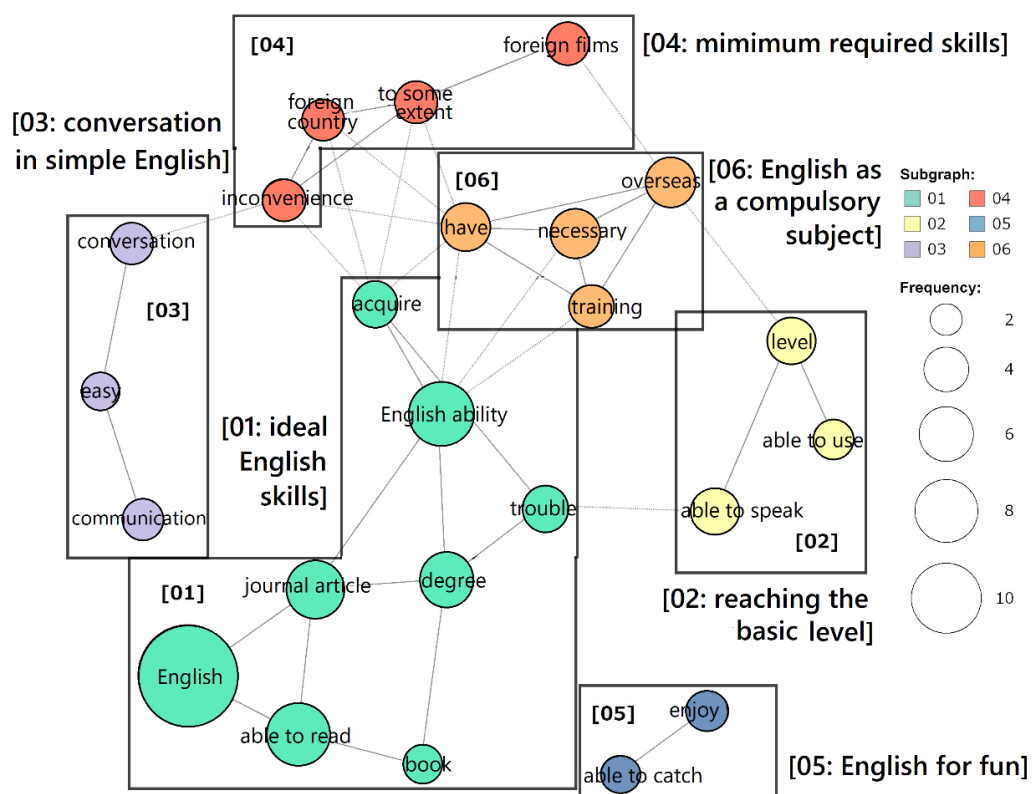 [04]
foreign films
[04: mimimum required skills]
to some
extent
foreign
country
[03: conversation
in simple English]
inconvenience
[06]
overseas
[06: English as
a compulsory
subject]
have
necessary
training
Subgraph:
01
04
02
05
03
06
conversation
[03]
easy
communication
acquire
English ability
[01: ideal
English
skills]
trouble
level
able to use
able to speak
[02]
[02: reaching the
basic level]
Frequency:
2
4
6
8
10
[01]
journal article
degree
English
able to read
book
[05]
enjoy
able to catch
[05: English for fun]